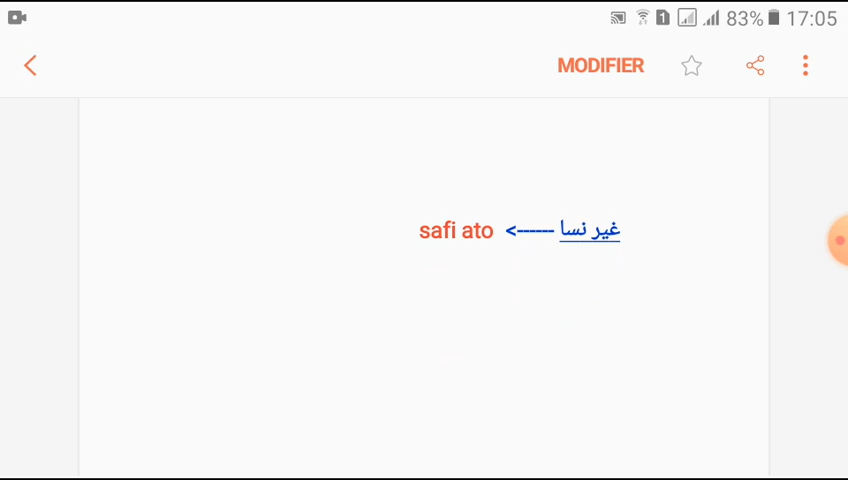 83% 17:05
MODIFIER
غير نسا ------> safi ato